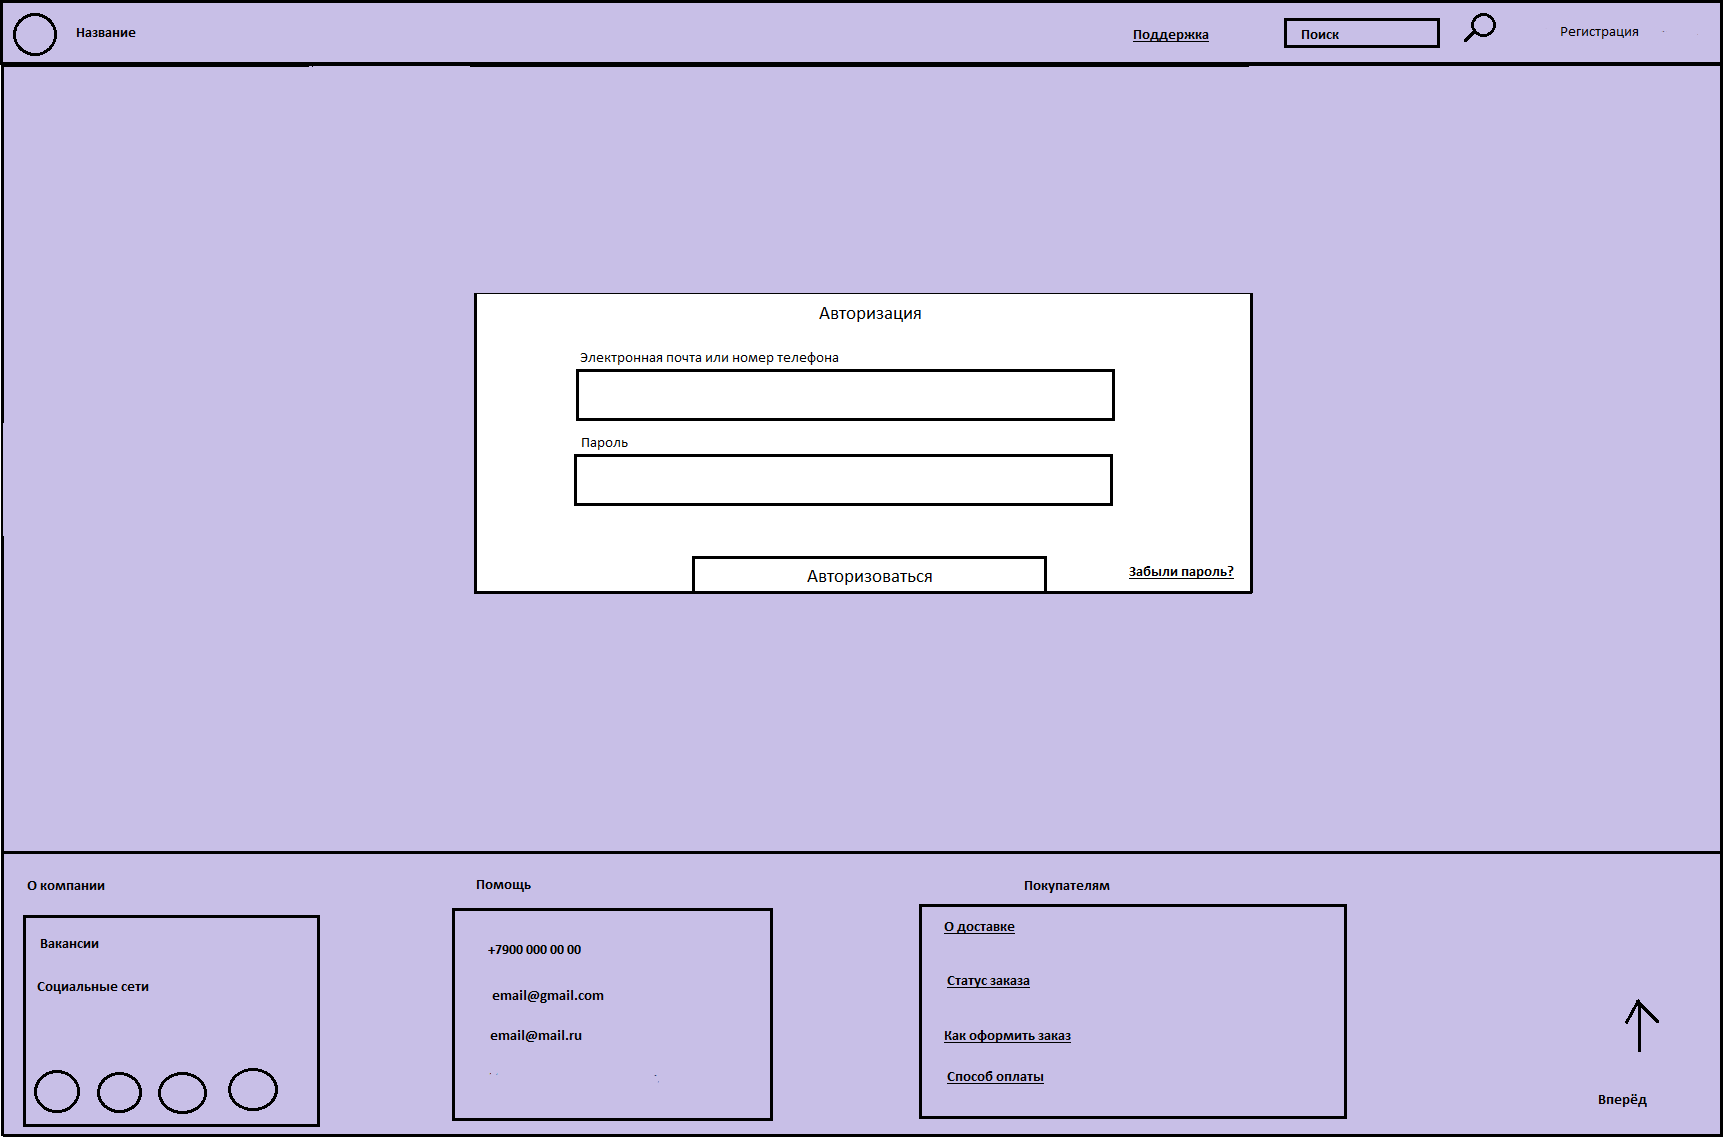 Название
Поддержка
Поиск
Регистрация
Авторизация
Электронная почта или номер телефона
Пароль
Авторизоваться
Забыли пароль?
О компании
Вакансии
Социальные сети
Помощь
+7900 000 00 00
email@gmail.com
email@mail.ru
Покупателям
О доставке
Статус заказа
Как оформить заказ
Способ оплаты
Вперёд